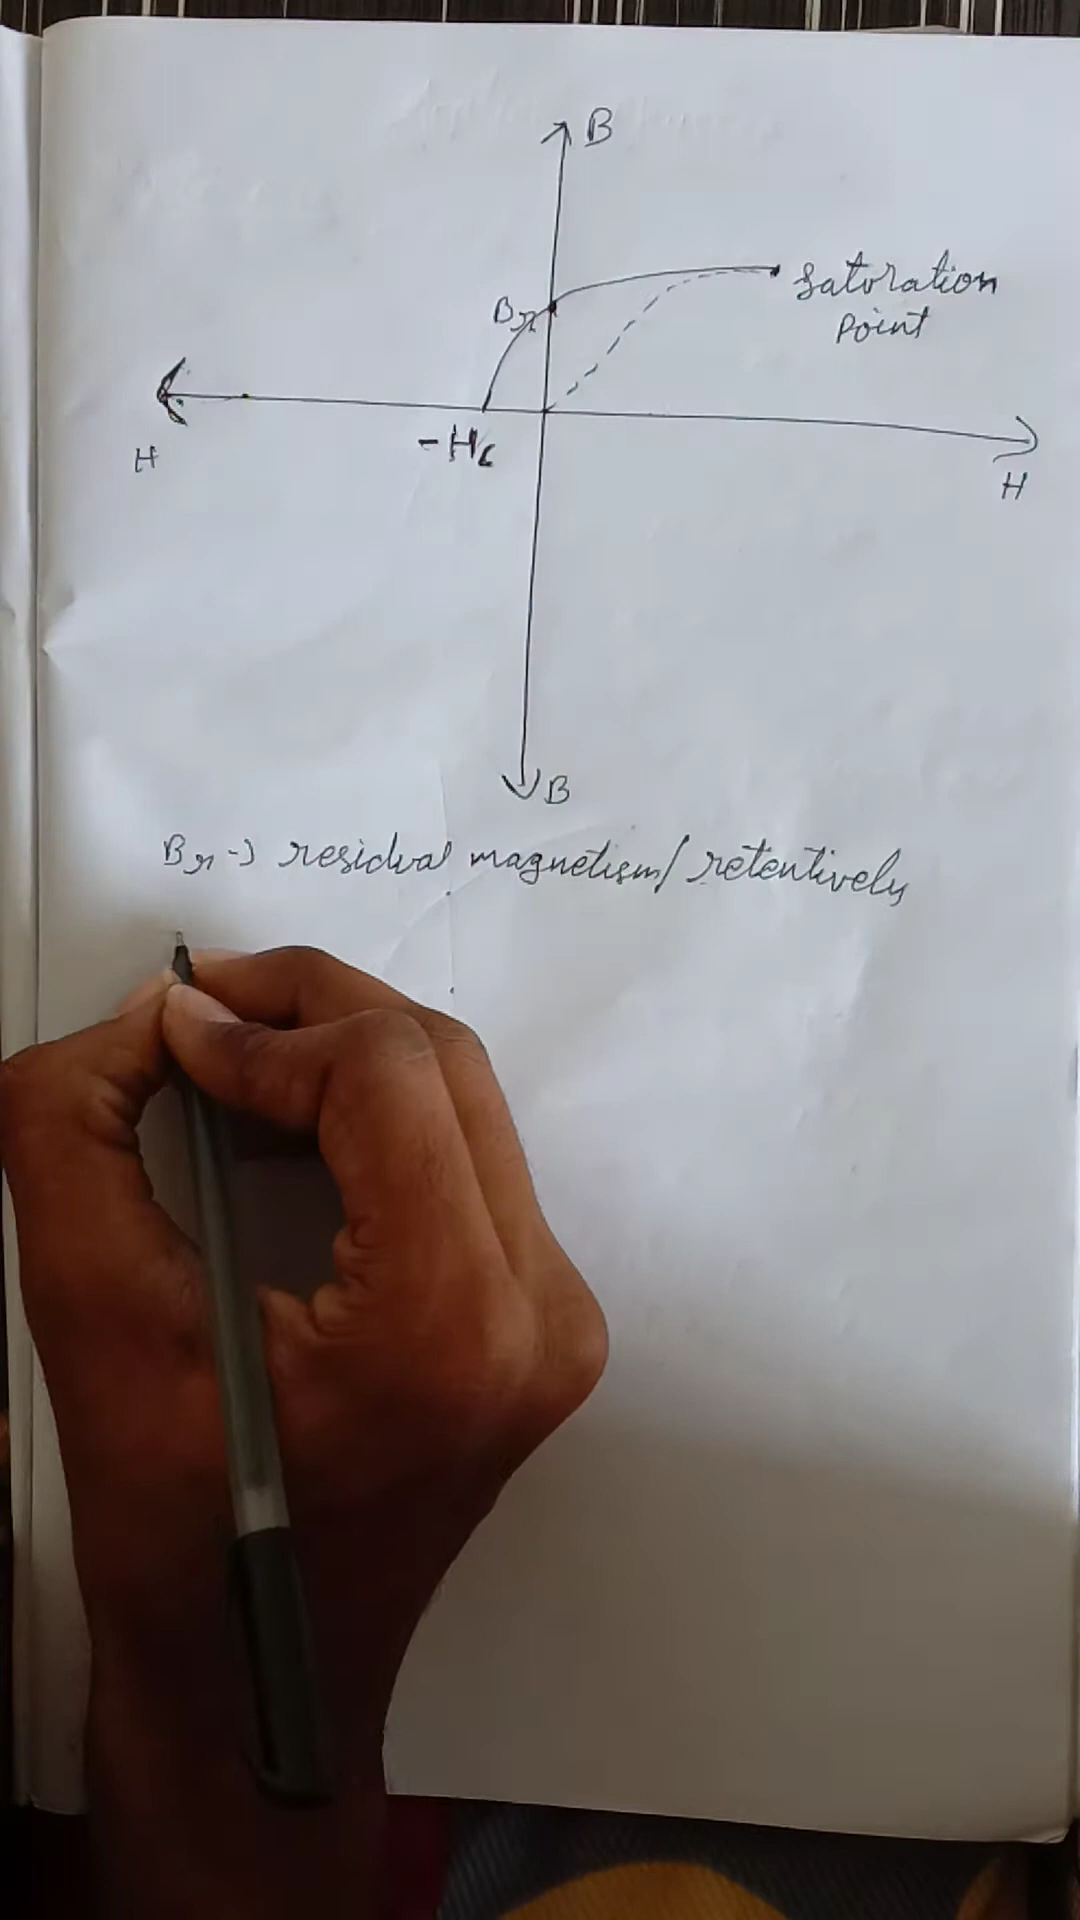 B
Saturation
Point
Br
-Hc
H
H
B
Br -> residual magnetism/ retentively